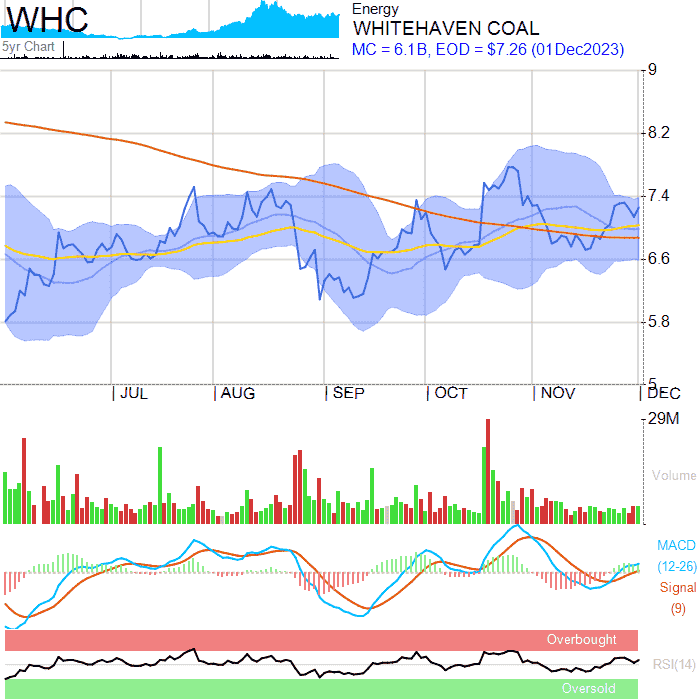 WHC
5yr Chart
Energy
WHITEHAVEN COAL
MC = 6.1B, EOD = $7.26 (01Dec2023)
9
8.2
7.4
6.6
5.8
5
JUL AUG SEP OCT NOV DEC
29M
Volume
MACD
(12-26)
Signal
(9)
Overbought
RSI(14)
Oversold